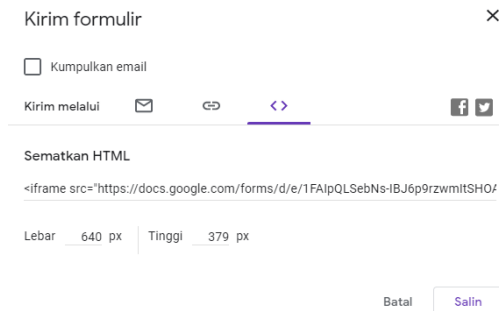 Kirim formulir
Kumpulkan email
Kirim melalui
Sematkan HTML
<iframe src="https://docs.google.com/forms/d/e/1FAIpQLSebNs-IBJ6p9rzwmItSHOA
Lebar 640 px Tinggi 379 px
Batal Salin